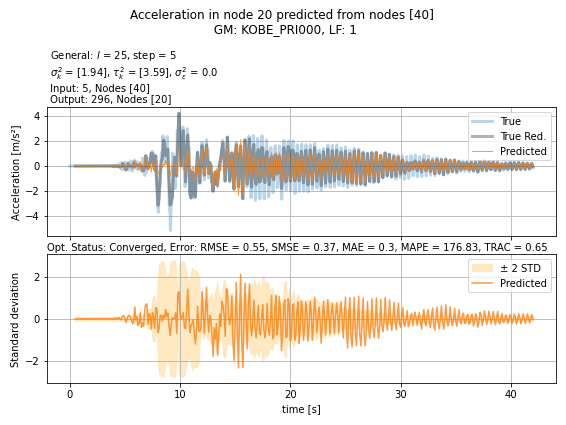 Acceleration in node 20 predicted from nodes [40]
GM: KOBE_PRI000, LF: 1
General: l = 25, step = 5
σ²ₖ = [1.94], τ²ₖ = [3.59], σ²ε = 0.0
Input: 5, Nodes [40]
Output: 296, Nodes [20]
Acceleration [m/s²]
4
2
0
−2
−4
True
True Red.
Predicted
Opt. Status: Converged, Error: RMSE = 0.55, SMSE = 0.37, MAE = 0.3, MAPE = 176.83, TRAC = 0.65
Standard deviation
2
0
−2
± 2 STD
Predicted
0 10 20 30 40
time [s]